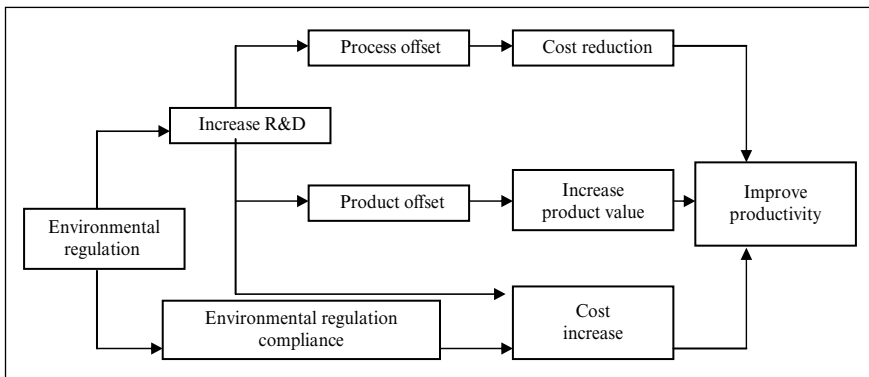 Process offset
Cost reduction
Increase R&D
Product offset
Increase
product value
Improve
productivity
Environmental
regulation
Environmental regulation
compliance
Cost
increase